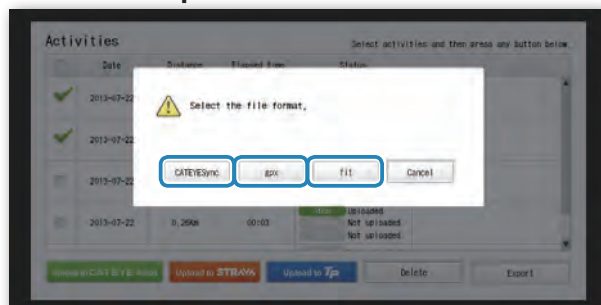 Activities
Select activities and then press any button below.
Date Distance Elapsed time Status
2013-07-22
Select the file format.
2013-07-22
CATEYESync gpx fit Cancel
2013-07-22
Uploaded
2013-07-22 0.26km 00:03 Not uploaded
Not uploaded
Upload to CATEYE Atlas Upload to STRAVA Upload to Tp Delete Export